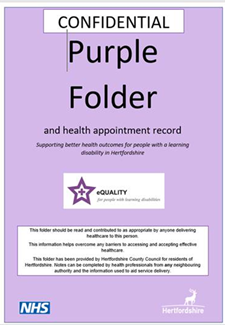 CONFIDENTIAL
Purple
Folder
and health appointment record
Supporting better health outcomes for people with a learning
disability in Hertfordshire
eQUALITY
for people with learning disabilities
This folder should be read and contributed to as appropriate by anyone delivering
healthcare to this person.
This information helps overcome any barriers to accessing and accepting effective
healthcare.
This folder has been provided by Hertfordshire County Council for residents of
Hertfordshire. Notes can be completed by health professionals from any neighbouring
authority and the information used to aid service delivery.
NHS
Hertfordshire